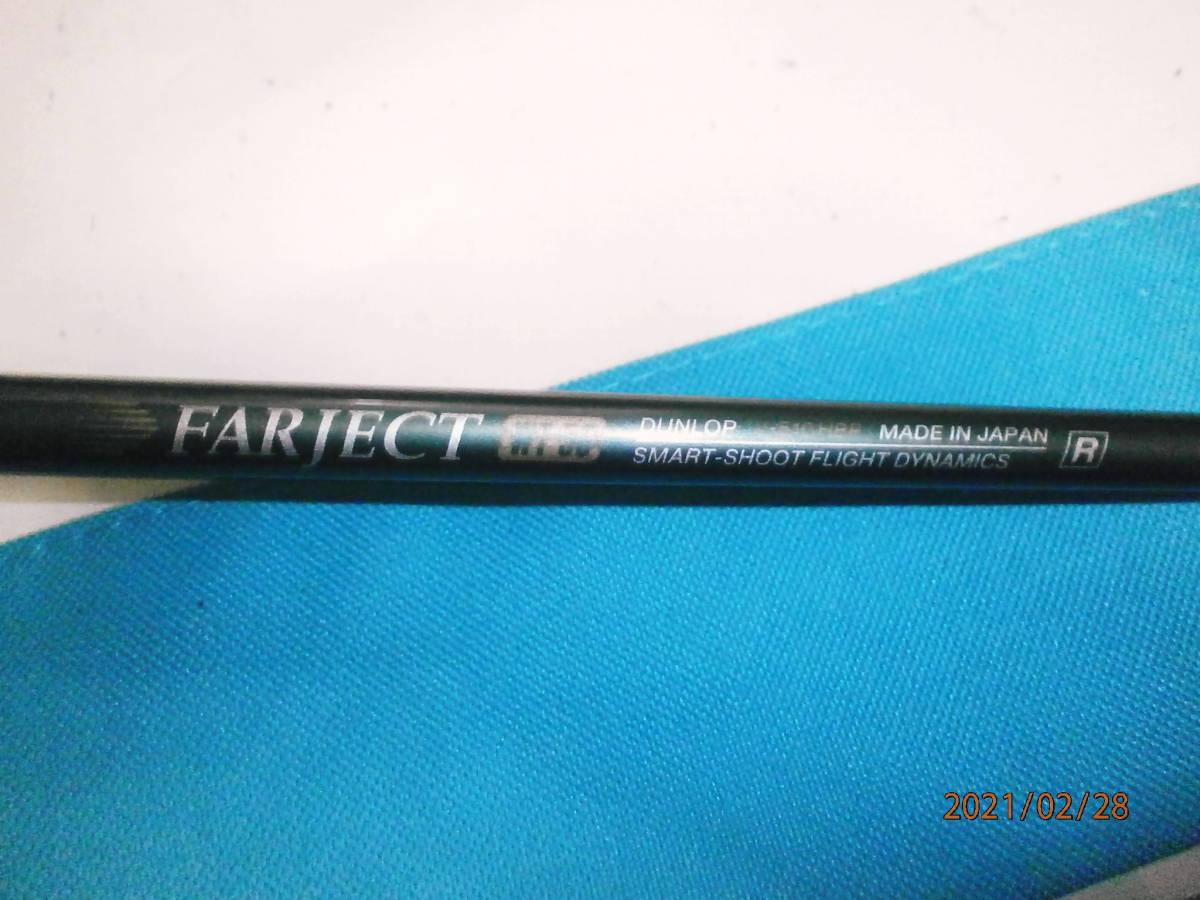 FARJECT
DUNLOP MADE IN JAPAN R
SMART-SHOOT FLIGHT DYNAMICS
2021/02/28